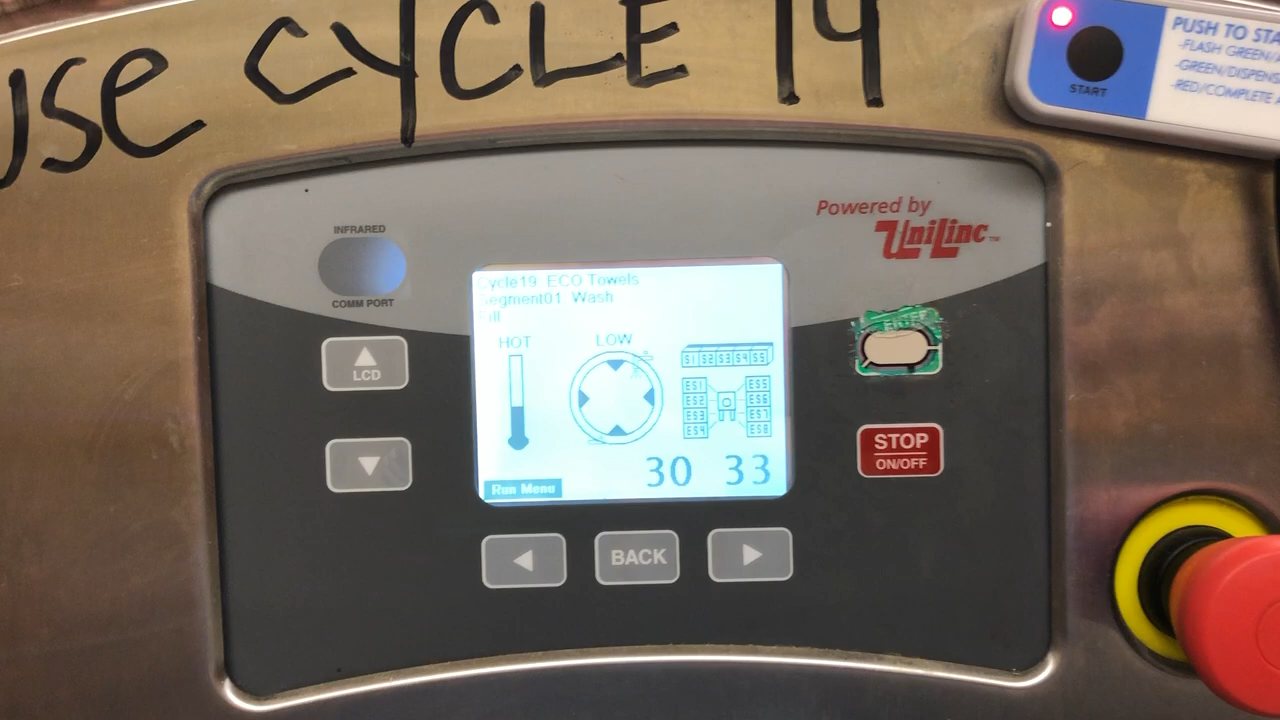 USE CYCLE 19
PUSH TO STA
-FLASH GREEN/
-GREEN/DISPENS
-RED/COMPLETE
START
Powered by
UniLinc™
INFRARED
COMM PORT
Cycle19 ECO Towels
Segment01 Wash
Fill
HOT
LOW
S1 S2 S3 S4 S5
ES1 ES5
ES2 ES6
ES3 ES7
ES4 ES8
30 33
Run Menu
LCD
ENTER
STOP
ON/OFF
BACK